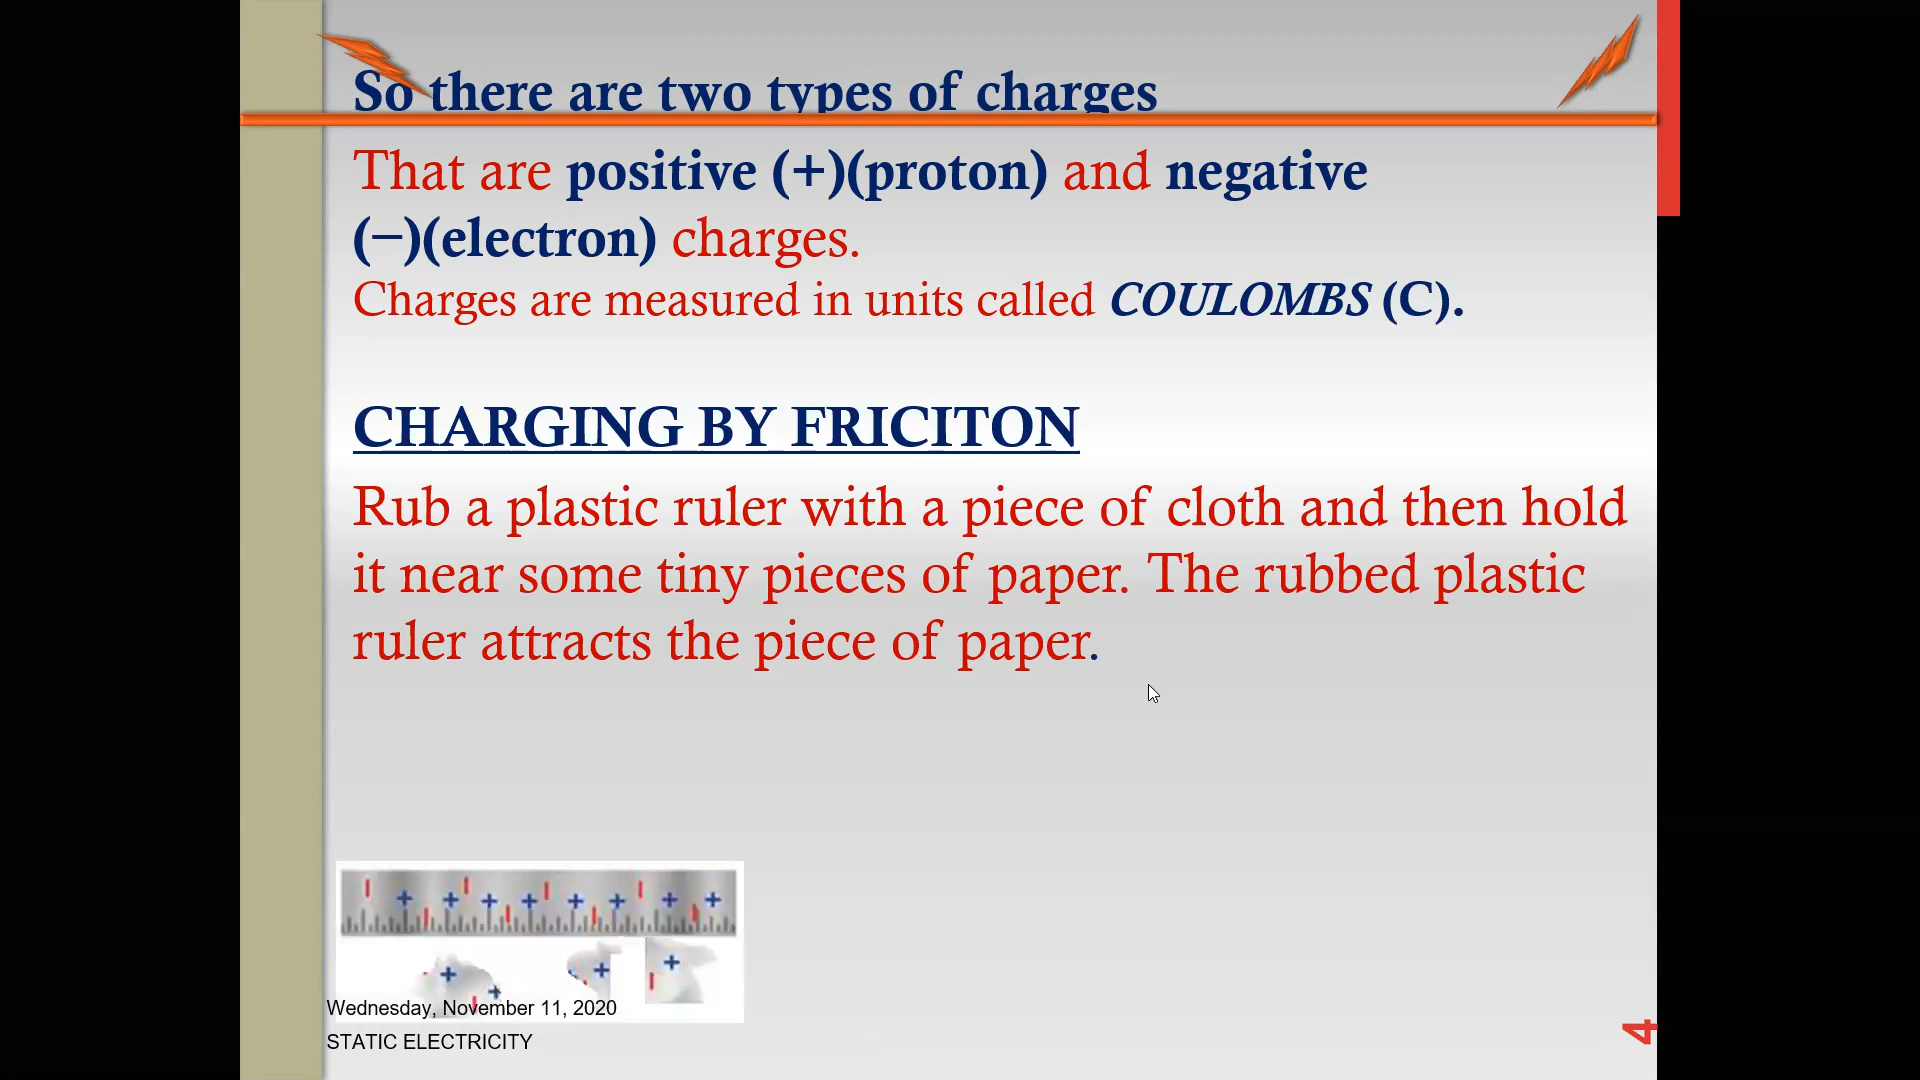 So there are two types of charges
That are positive (+)(proton) and negative
(−)(electron) charges.
Charges are measured in units called COULOMBS (C).
CHARGING BY FRICITON
Rub a plastic ruler with a piece of cloth and then hold
it near some tiny pieces of paper. The rubbed plastic
ruler attracts the piece of paper.
Wednesday, November 11, 2020
STATIC ELECTRICITY
4